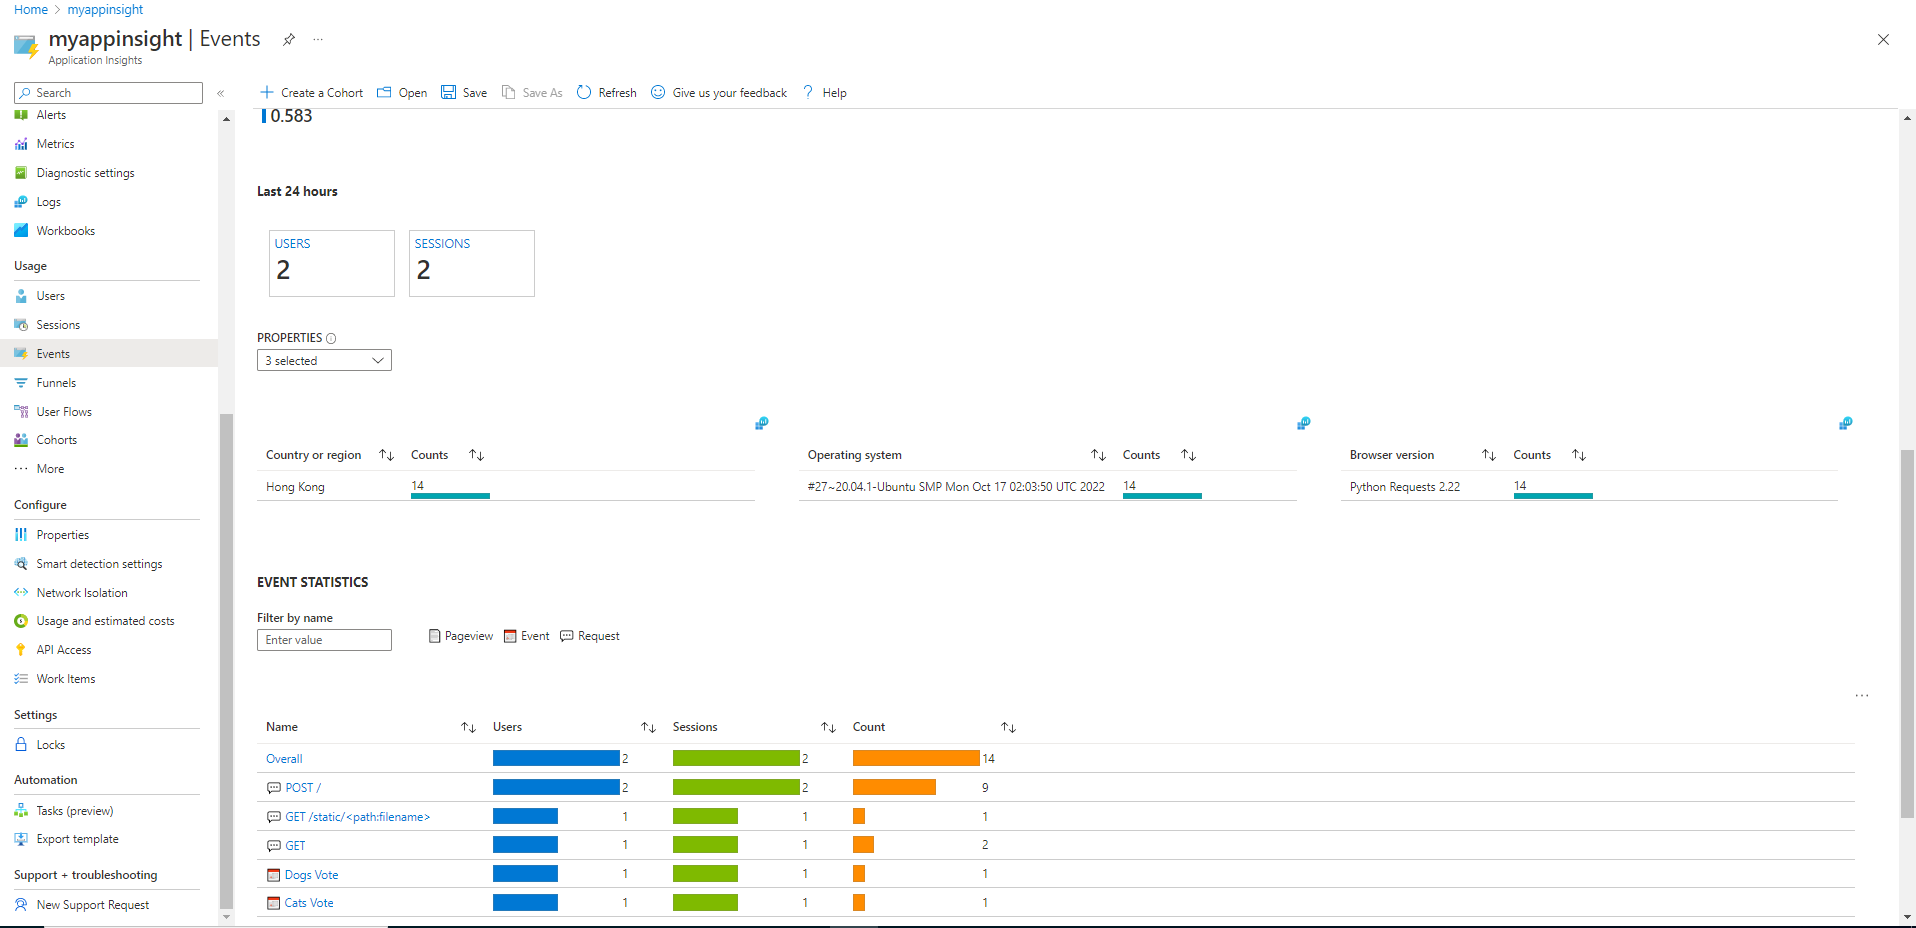 Home > myappinsight
myappinsight | Events ...
Application Insights
Search
«
Alerts
Metrics
Diagnostic settings
Logs
Workbooks
Usage
Users
Sessions
Events
Funnels
User Flows
Cohorts
... More
Configure
Properties
Smart detection settings
Network Isolation
Usage and estimated costs
API Access
Work Items
Settings
Locks
Automation
Tasks (preview)
Export template
Support + troubleshooting
New Support Request
Create a Cohort Open Save Save As Refresh Give us your feedback ? Help
0.583
Last 24 hours
USERS
2
SESSIONS
2
PROPERTIES
3 selected
Country or region Counts
Hong Kong 14
Operating system Counts
#27~20.04.1-Ubuntu SMP Mon Oct 17 02:03:50 UTC 2022 14
Browser version Counts
Python Requests 2.22 14
EVENT STATISTICS
Filter by name
Enter value
Pageview Event Request
...
Name Users Sessions Count
Overall 2 2 14
POST / 2 2 9
GET /static/<path:filename> 1 1 1
GET 1 1 2
Dogs Vote 1 1 1
Cats Vote 1 1 1